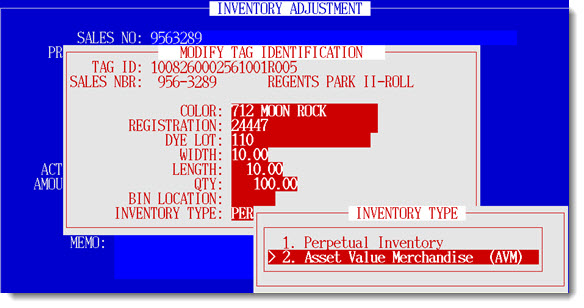 INVENTORY ADJUSTMENT
SALES NO: 9563289
PR
MODIFY TAG IDENTIFICATION
TAG ID: 1008260002561001R005
SALES NBR: 956-3289 REGENTS PARK II-ROLL
COLOR: 712 MOON ROCK
REGISTRATION: 24447
DYE LOT: 110
WIDTH: 10.00
ACT
LENGTH: 10.00
AMOU
QTY: 100.00
BIN LOCATION:
INVENTORY TYPE: PER
INVENTORY TYPE
MEMO:
1. Perpetual Inventory
> 2. Asset Value Merchandise (AVM)